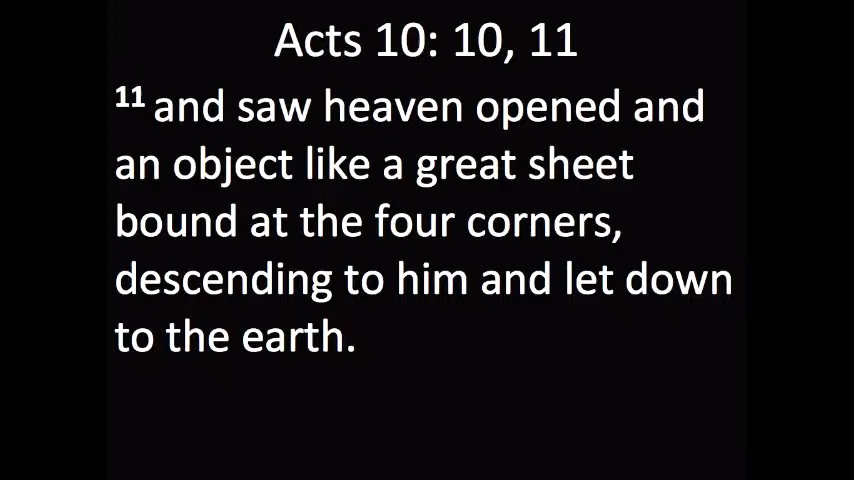 Acts 10: 10, 11
11 and saw heaven opened and
an object like a great sheet
bound at the four corners,
descending to him and let down
to the earth.